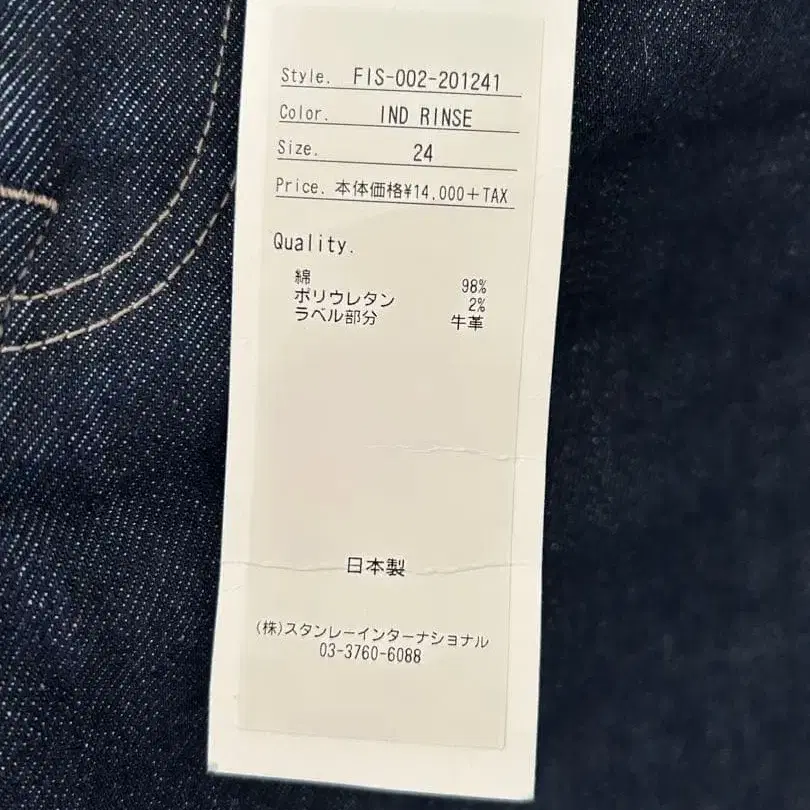 Style. FIS-002-201241
Color. IND RINSE
Size. 24
Price. 本体価格¥14,000+TAX
Quality.
綿 98%
ポリウレタン 2%
ラベル部分 牛革
日本製
(株)スタンレーインターナショナル
03-3760-6088